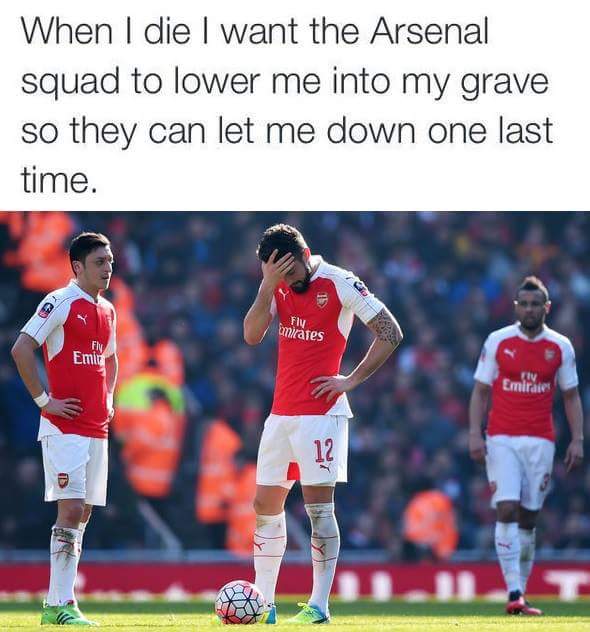 When I die I want the Arsenal
squad to lower me into my grave
so they can let me down one last
time.
Fly
Emirates
Fly
Emirates
12